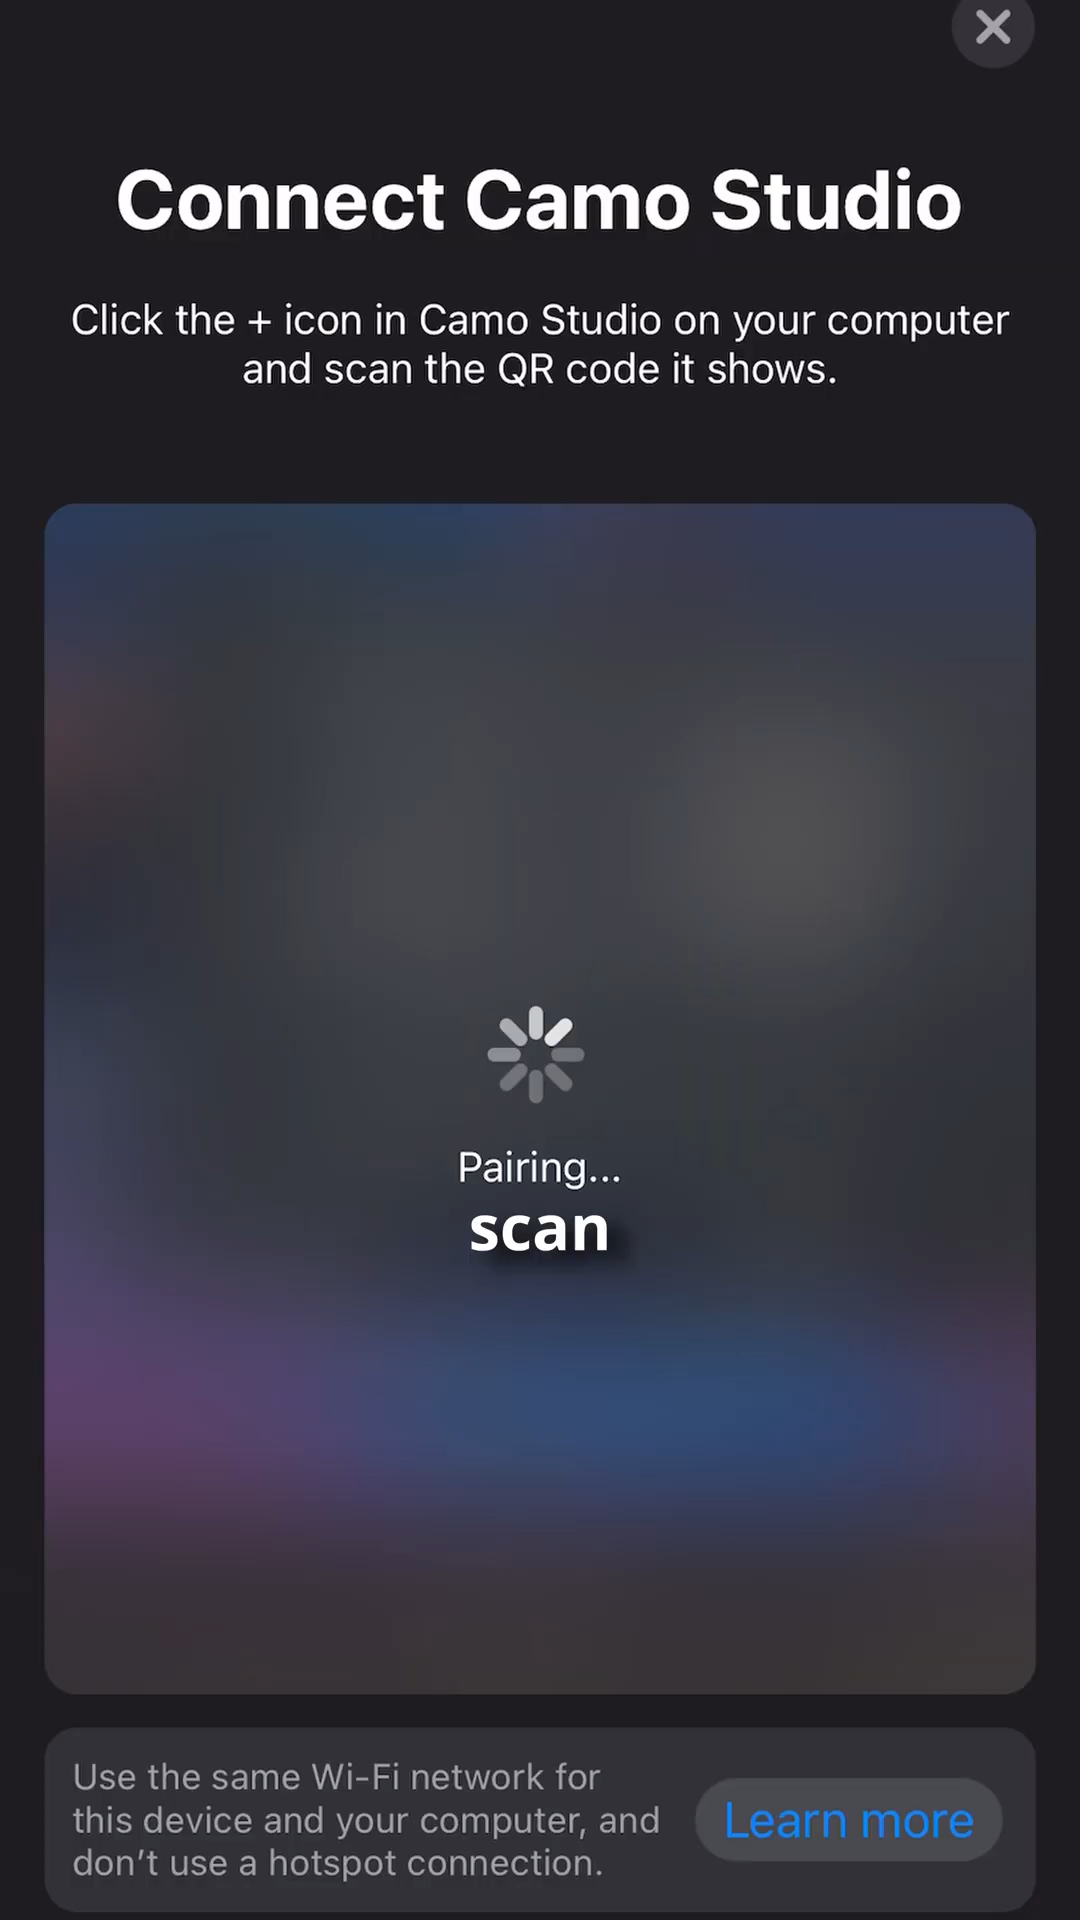 Connect Camo Studio
Click the + icon in Camo Studio on your computer
and scan the QR code it shows.
Pairing...
scan
Use the same Wi-Fi network for
this device and your computer, and
don’t use a hotspot connection.
Learn more